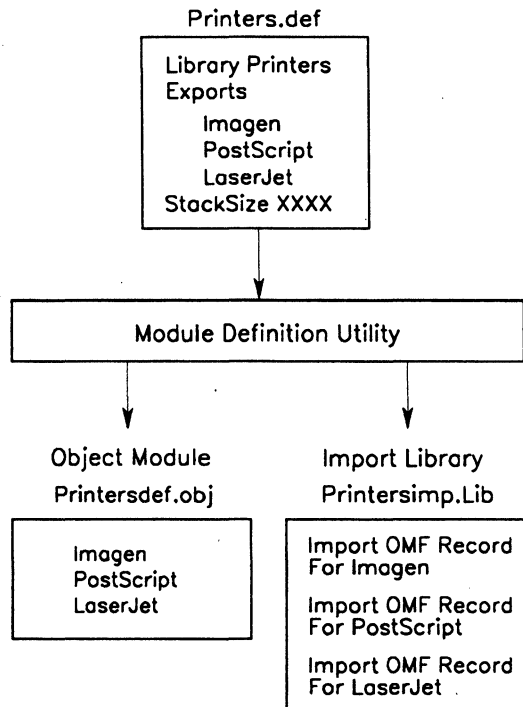 Printers.def
Library Printers
Exports
Imagen
PostScript
LaserJet
StackSize XXXX
Module Definition Utility
Object Module
Printersdef.obj
Imagen
PostScript
LaserJet
Import Library
Printersimp.Lib
Import OMF Record
For Imagen
Import OMF Record
For PostScript
Import OMF Record
For LaserJet